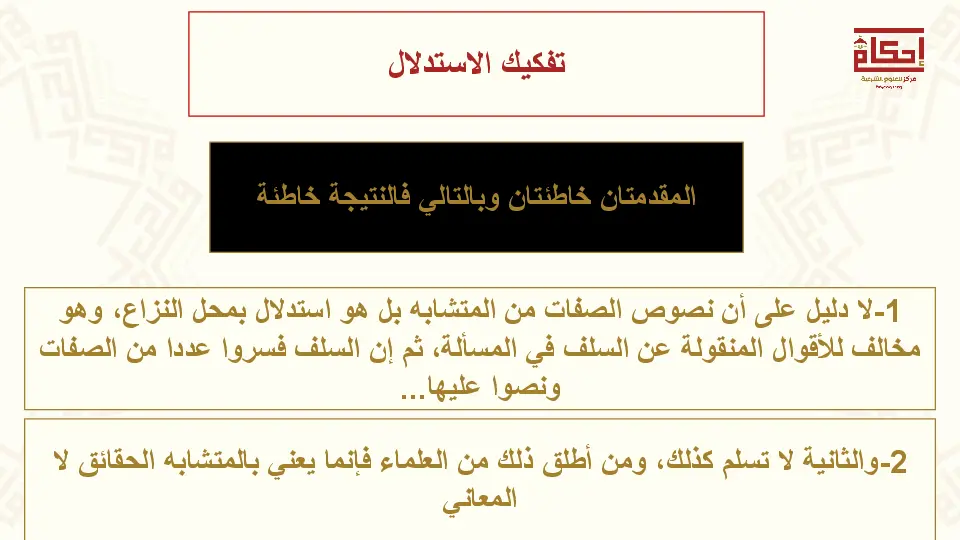 إحكام
مركز للعلوم الشرعية
تفكيك الاستدلال
المقدمتان خاطئتان وبالتالي فالنتيجة خاطئة
1-لا دليل على أن نصوص الصفات من المتشابه بل هو استدلال بمحل النزاع، وهو
مخالف للأقوال المنقولة عن السلف في المسألة، ثم إن السلف فسروا عددا من الصفات
ونصوا عليها...
2-والثانية لا تسلم كذلك، ومن أطلق ذلك من العلماء فإنما يعني بالمتشابه الحقائق لا
المعاني